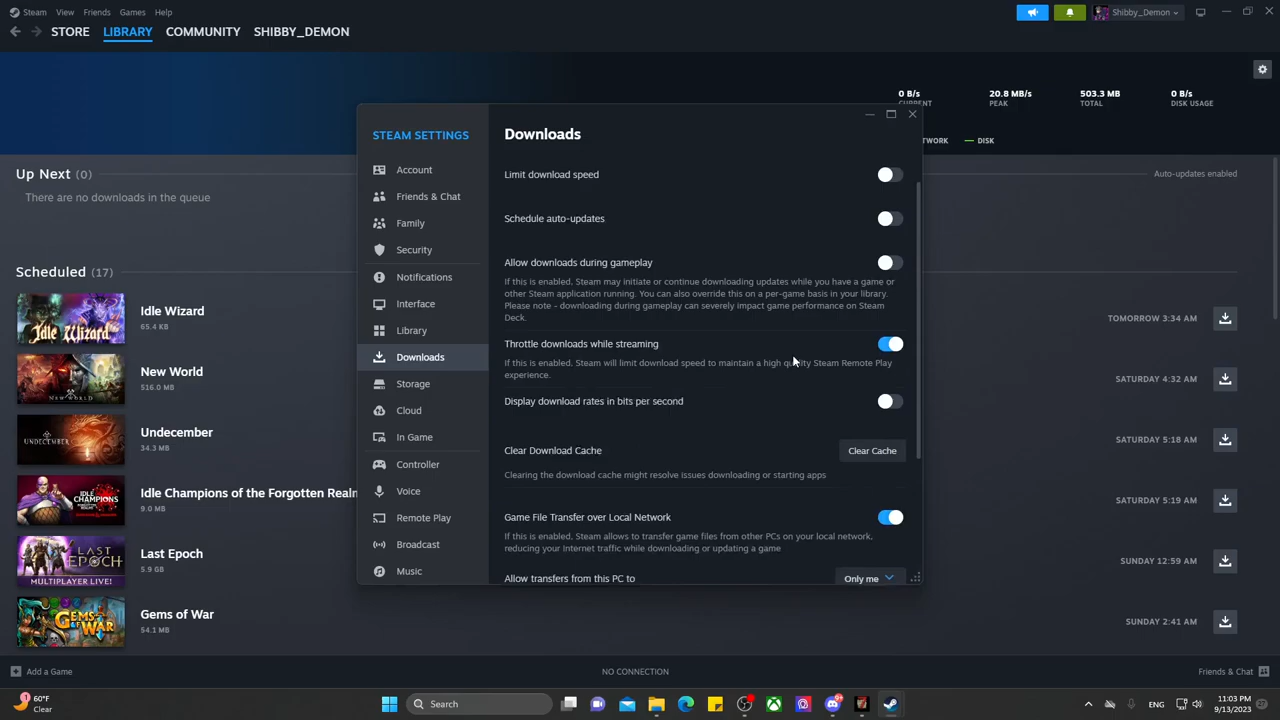 Steam View Friends Games Help
Shibby_Demon
STORE LIBRARY COMMUNITY SHIBBY_DEMON
0 B/s 20.8 MB/s 503.3 MB 0 B/s
CURRENT PEAK TOTAL DISK USAGE
DISK
Up Next (0)
Auto-updates enabled
There are no downloads in the queue
Scheduled (17)
Idle Wizard
65.4 KB
TOMORROW 3:34 AM
New World
516.0 MB
SATURDAY 4:32 AM
Undecember
34.3 MB
SATURDAY 5:18 AM
Idle Champions of the Forgotten Realm
9.0 MB
SATURDAY 12:59 AM
Last Epoch
5.9 GB
SUNDAY 12:59 AM
Gems of War
54.1 MB
SUNDAY 2:41 AM
STEAM SETTINGS
Account
Friends & Chat
Family
Security
Notifications
Interface
Library
Downloads
Storage
Cloud
In Game
Controller
Voice
Remote Play
Broadcast
Music
Downloads
Limit download speed
Schedule auto-updates
Allow downloads during gameplay
If this is enabled, Steam may initiate or continue downloading updates while you have a game or
other Steam application running. You can also override this on a per-game basis in your library.
Please note - downloading during gameplay can severely impact game performance on Steam
Deck.
Throttle downloads while streaming
If this is enabled, Steam will limit download speed to maintain a high quality Steam Remote Play
experience.
Display download rates in bits per second
Clear Download Cache
Clear Cache
Clearing the download cache might resolve issues downloading or starting apps
Game File Transfer over Local Network
If this is enabled, Steam allows to transfer game files from other PCs on your local network,
reducing your Internet traffic while downloading or updating a game
Allow transfers from this PC to
Only me
Add a Game
NO CONNECTION
Friends & Chat
60°F
Clear
Search
ENG
11:03 PM
9/13/2023